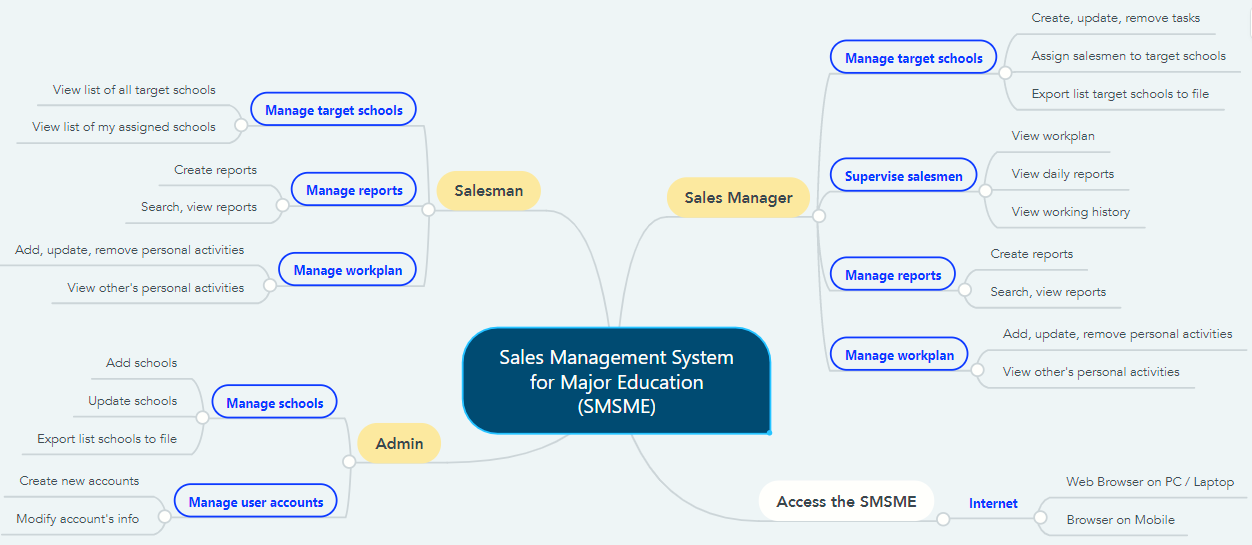 Sales Management System
for Major Education
(SMSME)
Salesman
Manage target schools
View list of all target schools
View list of my assigned schools
Manage reports
Create reports
Search, view reports
Manage workplan
Add, update, remove personal activities
View other's personal activities
Admin
Manage schools
Add schools
Update schools
Export list schools to file
Manage user accounts
Create new accounts
Modify account's info
Sales Manager
Manage target schools
Create, update, remove tasks
Assign salesmen to target schools
Export list target schools to file
Supervise salesmen
View workplan
View daily reports
View working history
Manage reports
Create reports
Search, view reports
Manage workplan
Add, update, remove personal activities
View other's personal activities
Access the SMSME
Internet
Web Browser on PC / Laptop
Browser on Mobile